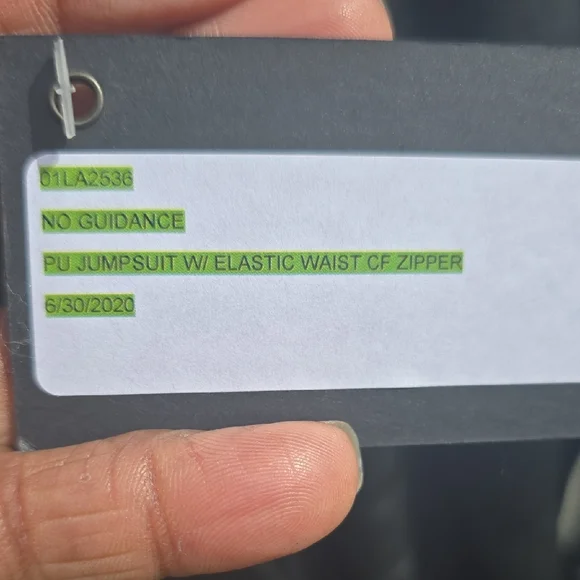 01LA2536
NO GUIDANCE
PU JUMPSUIT W/ ELASTIC WAIST CF ZIPPER
6/30/2020